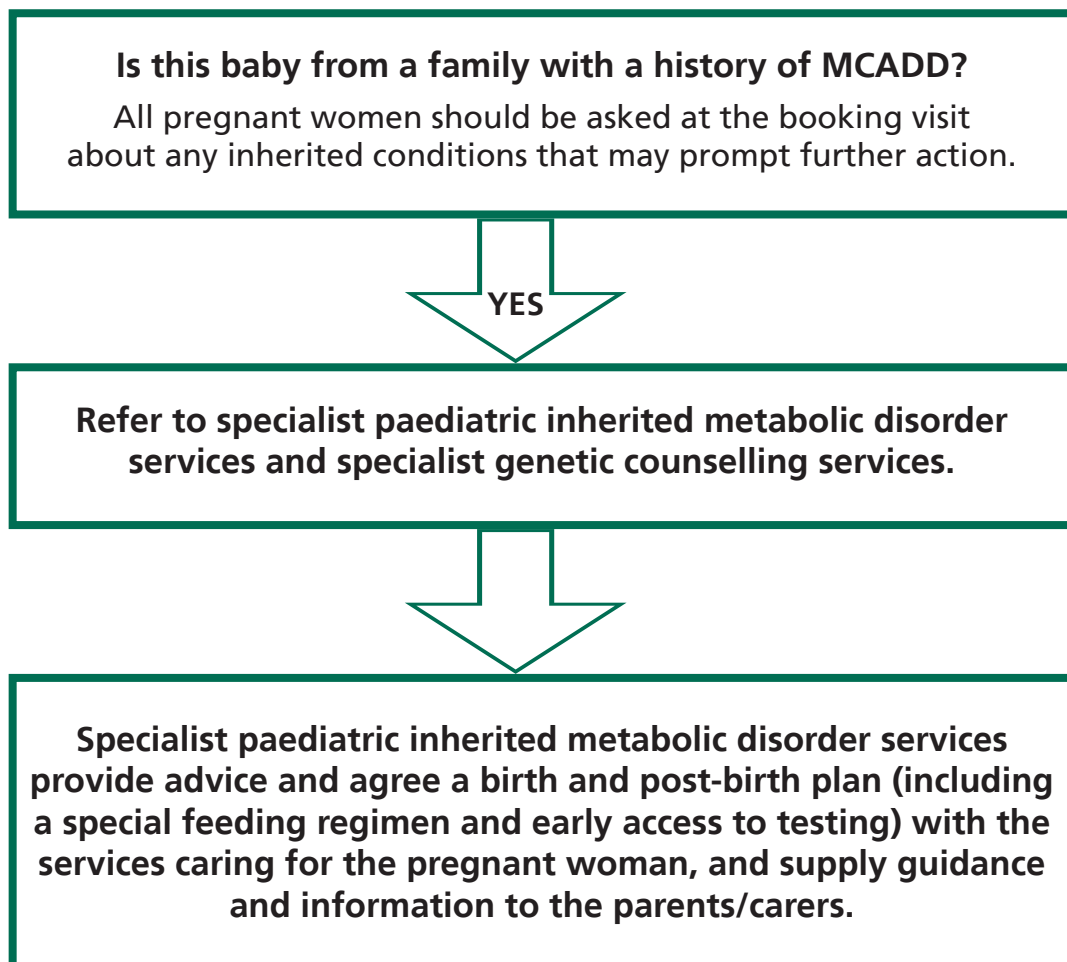 Is this baby from a family with a history of MCADD?
All pregnant women should be asked at the booking visit
about any inherited conditions that may prompt further action.
YES
Refer to specialist paediatric inherited metabolic disorder
services and specialist genetic counselling services.
Specialist paediatric inherited metabolic disorder services
provide advice and agree a birth and post-birth plan (including
a special feeding regimen and early access to testing) with the
services caring for the pregnant woman, and supply guidance
and information to the parents/carers.